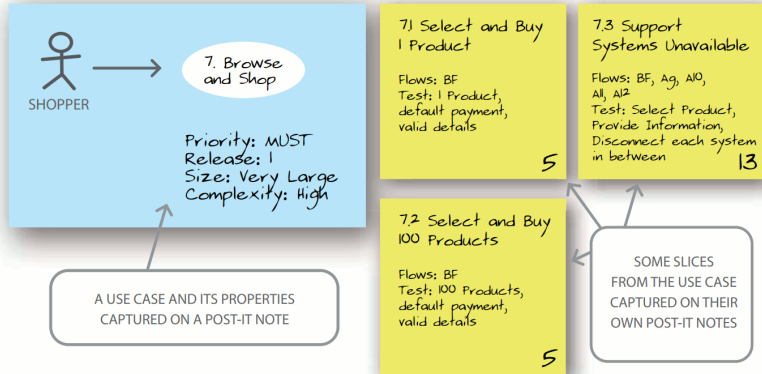 SHOPPER
7. Browse
and Shop
Priority: MUST
Release: 1
Size: Very Large
Complexity: High
A USE CASE AND ITS PROPERTIES
CAPTURED ON A POST-IT NOTE
7.1 Select and Buy
1 Product
Flows: BF
Test: 1 Product,
default payment,
valid details
5
7.2 Select and Buy
100 Products
Flows: BF
Test: 100 Products,
default payment,
valid details
5
7.3 Support
Systems Unavailable
Flows: BF, A9, A10,
A11, A12
Test: Select Product,
Provide Information,
Disconnect each system
in between
13
SOME SLICES
FROM THE USE CASE
CAPTURED ON THEIR
OWN POST-IT NOTES